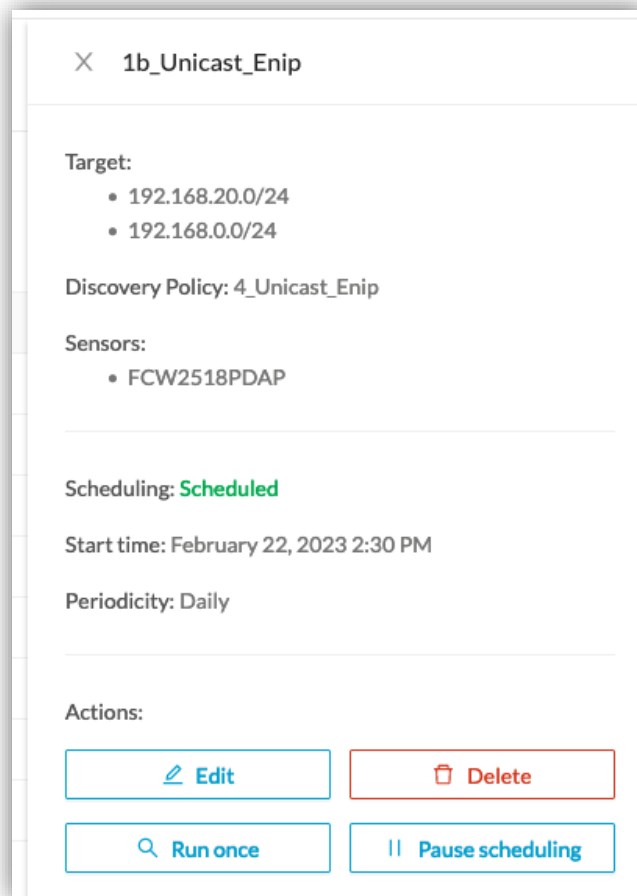 1b_Unicast_Enip
Target:
192.168.20.0/24
192.168.0.0/24
Discovery Policy: 4_Unicast_Enip
Sensors:
FCW2518PDAP
Scheduling: Scheduled
Start time: February 22, 2023 2:30 PM
Periodicity: Daily
Actions:
Edit
Delete
Run once
Pause scheduling